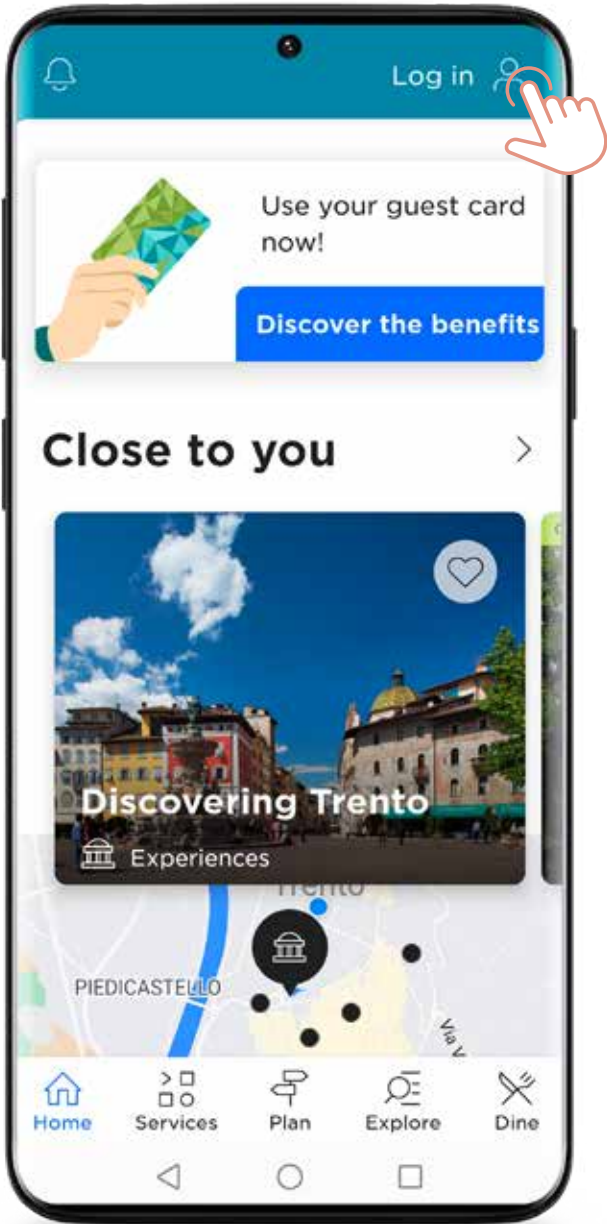 Log in
Use your guest card
now!
Discover the benefits
Close to you
Discovering Trento
Experiences
Trento
PIEDICASTELLO
Via V
Home
Services
Plan
Explore
Dine